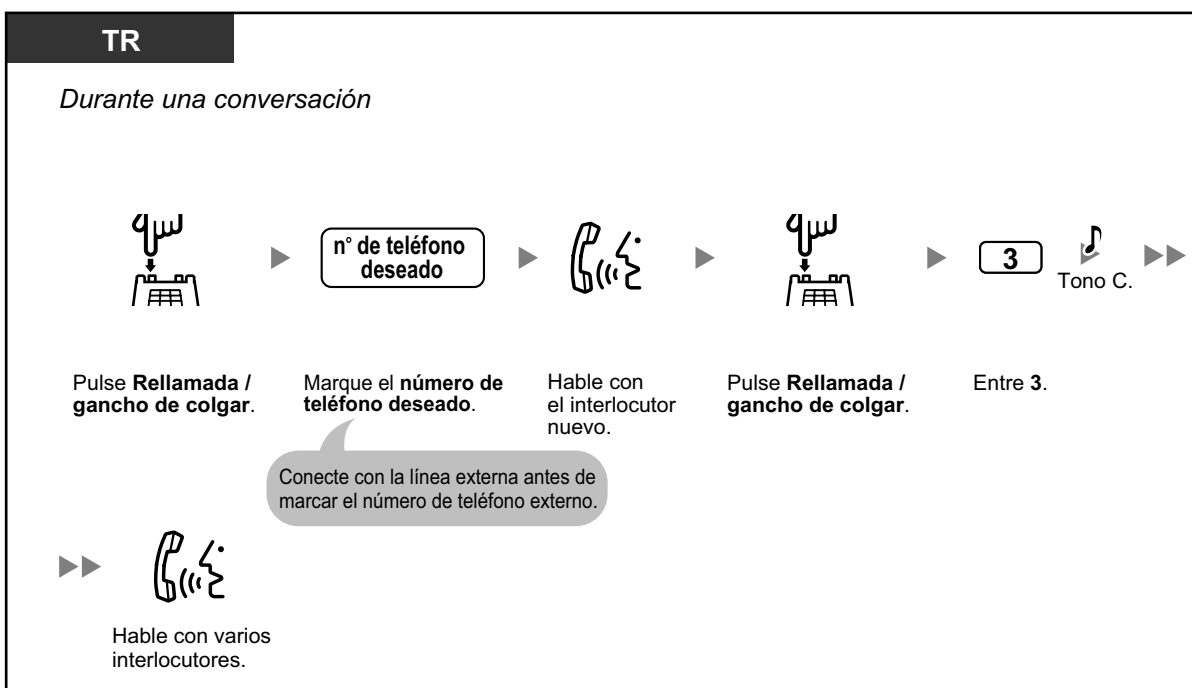 TR
Durante una conversación
n° de teléfono
deseado
3
Tono C.
Pulse Rellamada /
gancho de colgar.
Marque el número de
teléfono deseado.
Hable con
el interlocutor
nuevo.
Pulse Rellamada /
gancho de colgar.
Entre 3.
Conecte con la línea externa antes de
marcar el número de teléfono externo.
Hable con varios
interlocutores.